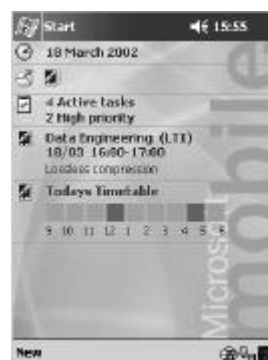 Start 15:55
18 March 2002
4 Active tasks
2 High priority
Data Engineering (LT1)
18/03 16:00-17:00
Lossless compression
Todays Timetable
9 10 11 12 1 2 3 4 5 6
Microsoft
mobile
New